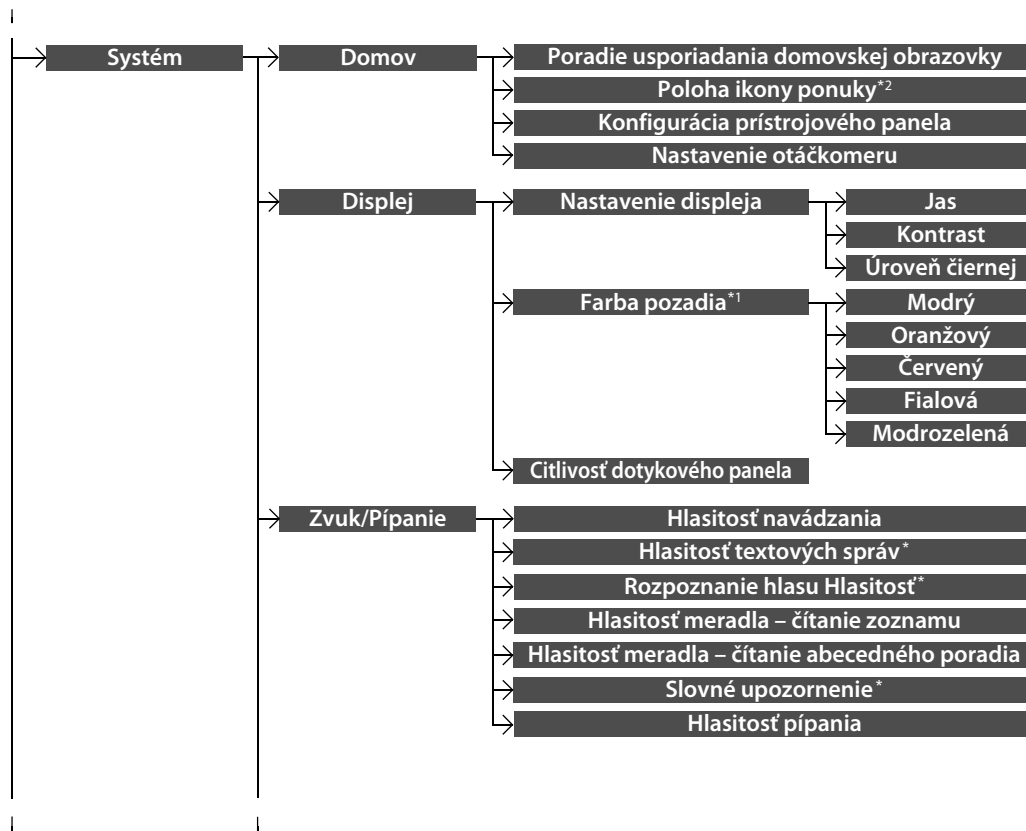 Systém
Domov
Poradie usporiadania domovskej obrazovky
Poloha ikony ponuky*2
Konfigurácia prístrojového panela
Nastavenie otáčkomeru
Displej
Nastavenie displeja
Jas
Kontrast
Úroveň čiernej
Farba pozadia*1
Modrý
Oranžový
Červený
Fialová
Modrozelená
Citlivosť dotykového panela
Zvuk/Pípanie
Hlasitosť navádzania
Hlasitosť textových správ*
Rozpoznanie hlasu Hlasitosť*
Hlasitosť meradla – čítanie zoznamu
Hlasitosť meradla – čítanie abecedného poradia
Slovné upozornenie*
Hlasitosť pípania